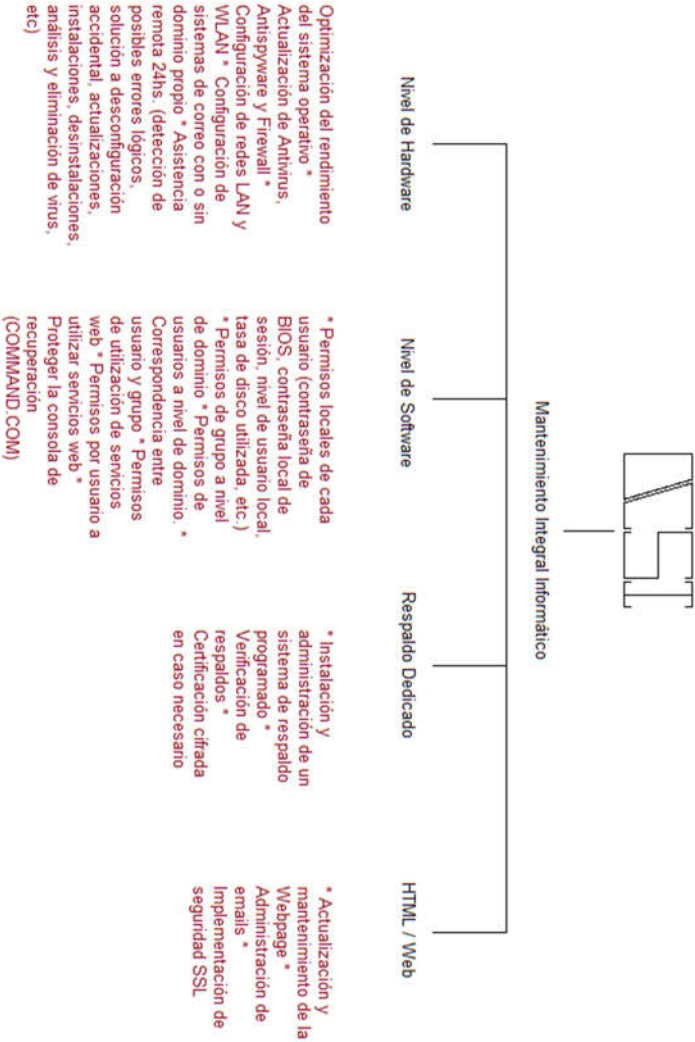 Mantenimiento Integral Informático
Nivel de Hardware
Nivel de Software
Respaldo Dedicado
HTML / Web
Optimización del rendimiento
del sistema operativo *
Actualización de Antivirus,
Antispyware y Firewall *
Configuración de redes LAN y
WLAN * Configuración de
sistemas de correo con o sin
dominio propio * Asistencia
remota 24hs. (detección de
posibles errores lógicos,
solución a desconfiguración
accidental, actualizaciones,
instalaciones, desinstalaciones,
análisis y eliminación de virus,
etc)
* Permisos locales de cada
usuario (contraseña de
BIOS, contraseña local de
sesión, nivel de usuario local,
tasa de disco utilizada, etc.)
* Permisos de grupo a nivel
de dominio * Permisos de
usuarios a nivel de dominio. *
Correspondencia entre
usuario y grupo * Permisos
de utilización de servicios
web * Permisos por usuario a
utilizar servicios web *
Proteger la consola de
recuperación
(COMMAND.COM)
* Instalación y
administración de un
sistema de respaldo
programado *
Verificación de
respaldos *
Certificación cifrada
en caso necesario
* Actualización y
mantenimiento de la
Webpage *
Administración de
emails *
Implementación de
seguridad SSL